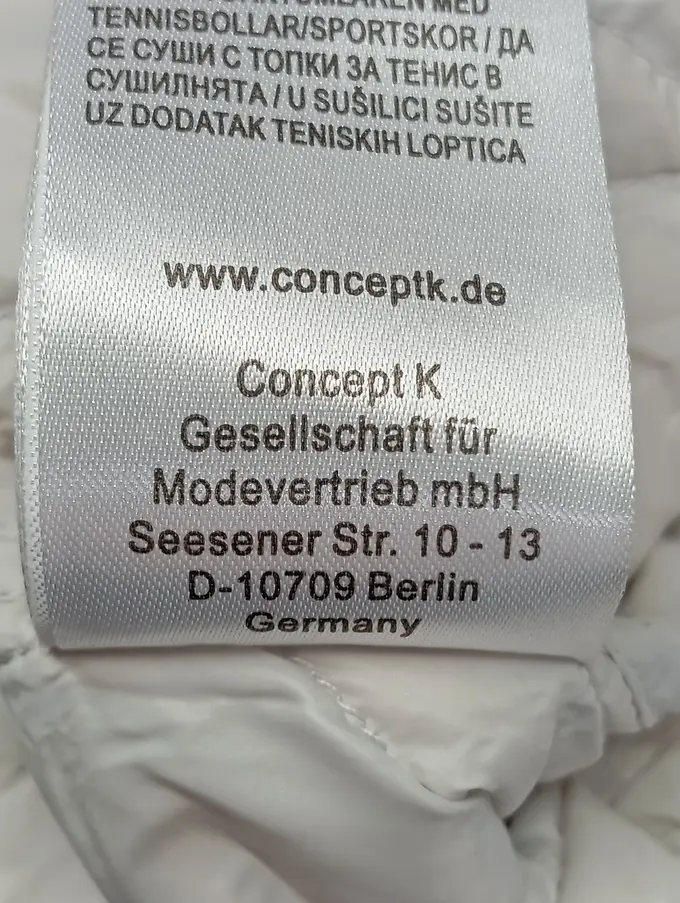 MED
TENNISBOLLAR/SPORTSKOR / ДА
СЕ СУШИ С ТОПКИ ЗА ТЕНИС В
СУШИЛНЯТА / U SUŠILICI SUŠITE
UZ DODATAK TENISKIH LOPTICA
www.conceptk.de
Concept K
Gesellschaft für
Modevertrieb mbH
Seesener Str. 10 - 13
D-10709 Berlin
Germany